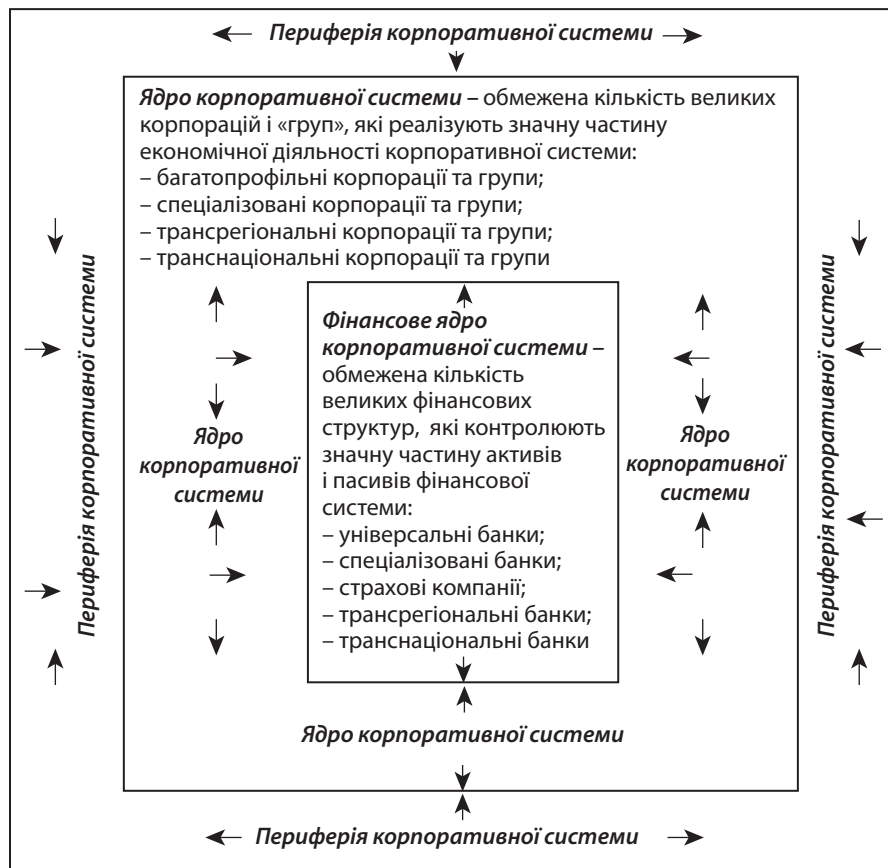 Периферія корпоративної системи
Ядро корпоративної системи – обмежена кількість великих
корпорацій і «груп», які реалізують значну частину
економічної діяльності корпоративної системи:
– багатопрофільні корпорації та групи;
– спеціалізовані корпорації та групи;
– трансрегіональні корпорації та групи;
– транснаціональні корпорації та групи
Периферія корпоративної системи
Ядро
корпоративної
системи
Фінансове ядро
корпоративної системи –
обмежена кількість
великих фінансових
структур, які контролюють
значну частину активів
і пасивів фінансової
системи:
– універсальні банки;
– спеціалізовані банки;
– страхові компанії;
– трансрегіональні банки;
– транснаціональні банки
Ядро
корпоративної
системи
Периферія корпоративної системи
Ядро корпоративної системи
Периферія корпоративної системи